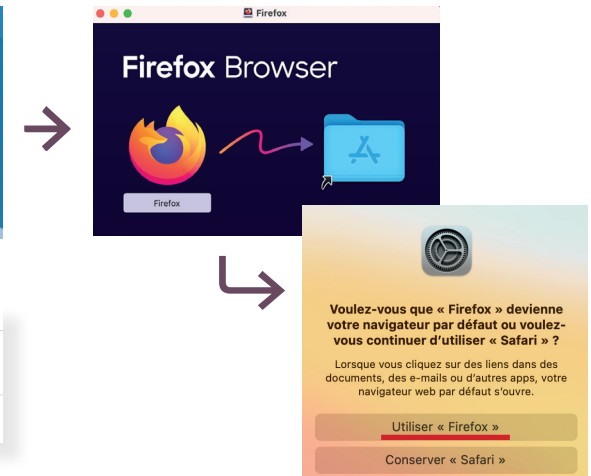 Firefox
Firefox Browser
Firefox
Voulez-vous que « Firefox » devienne
votre navigateur par défaut ou voulez-
vous continuer d'utiliser « Safari » ?
Lorsque vous cliquez sur des liens dans des
documents, des e-mails ou d'autres apps, votre
navigateur web par défaut s'ouvre.
Utiliser « Firefox »
Conserver « Safari »